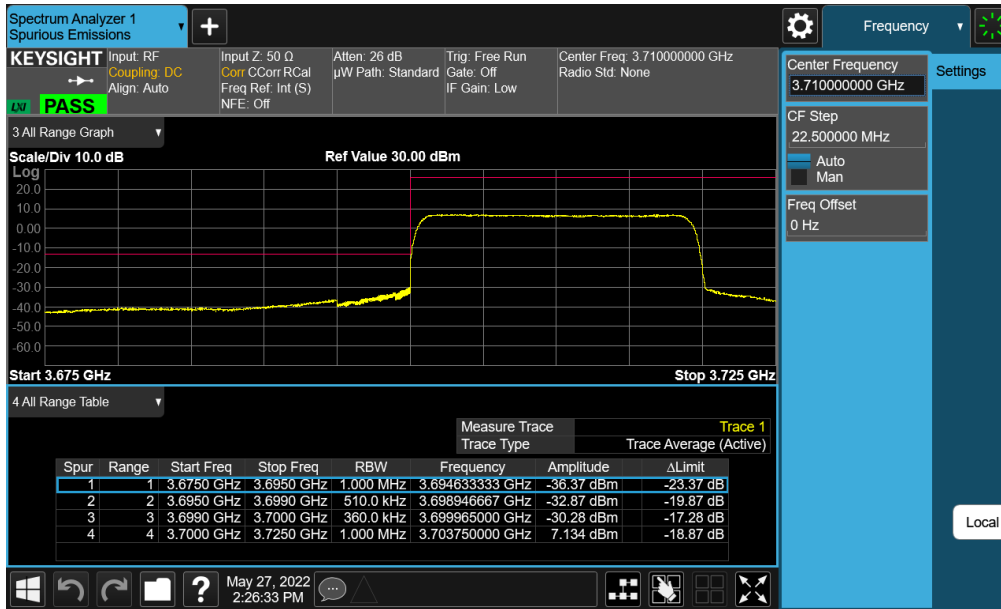 Spectrum Analyzer 1
Spurious Emissions
Frequency
KEYSIGHT Input: RF Input Z: 50 Ω Atten: 26 dB Trig: Free Run Center Freq: 3.710000000 GHz
Coupling: DC Corr CCorr RCal µW Path: Standard Gate: Off Radio Std: None
Align: Auto Freq Ref: Int (S) IF Gain: Low
LXI PASS NFE: Off
Center Frequency
3.710000000 GHz
Settings
CF Step
22.500000 MHz
Auto
Man
Freq Offset
0 Hz
3 All Range Graph
Scale/Div 10.0 dB Ref Value 30.00 dBm
Log
20.0
10.0
0.00
-10.0
-20.0
-30.0
-40.0
-50.0
-60.0
Start 3.675 GHz Stop 3.725 GHz
4 All Range Table
Measure Trace Trace 1
Trace Type Trace Average (Active)
Spur Range Start Freq Stop Freq RBW Frequency Amplitude ΔLimit
1 1 3.6750 GHz 3.6950 GHz 1.000 MHz 3.694633333 GHz -36.37 dBm -23.37 dB
2 2 3.6950 GHz 3.6990 GHz 510.0 kHz 3.698946667 GHz -32.87 dBm -19.87 dB
3 3 3.6990 GHz 3.7000 GHz 360.0 kHz 3.699965000 GHz -30.28 dBm -17.28 dB
4 4 3.7000 GHz 3.7250 GHz 1.000 MHz 3.703750000 GHz 7.134 dBm -18.87 dB
Local
May 27, 2022
2:26:33 PM